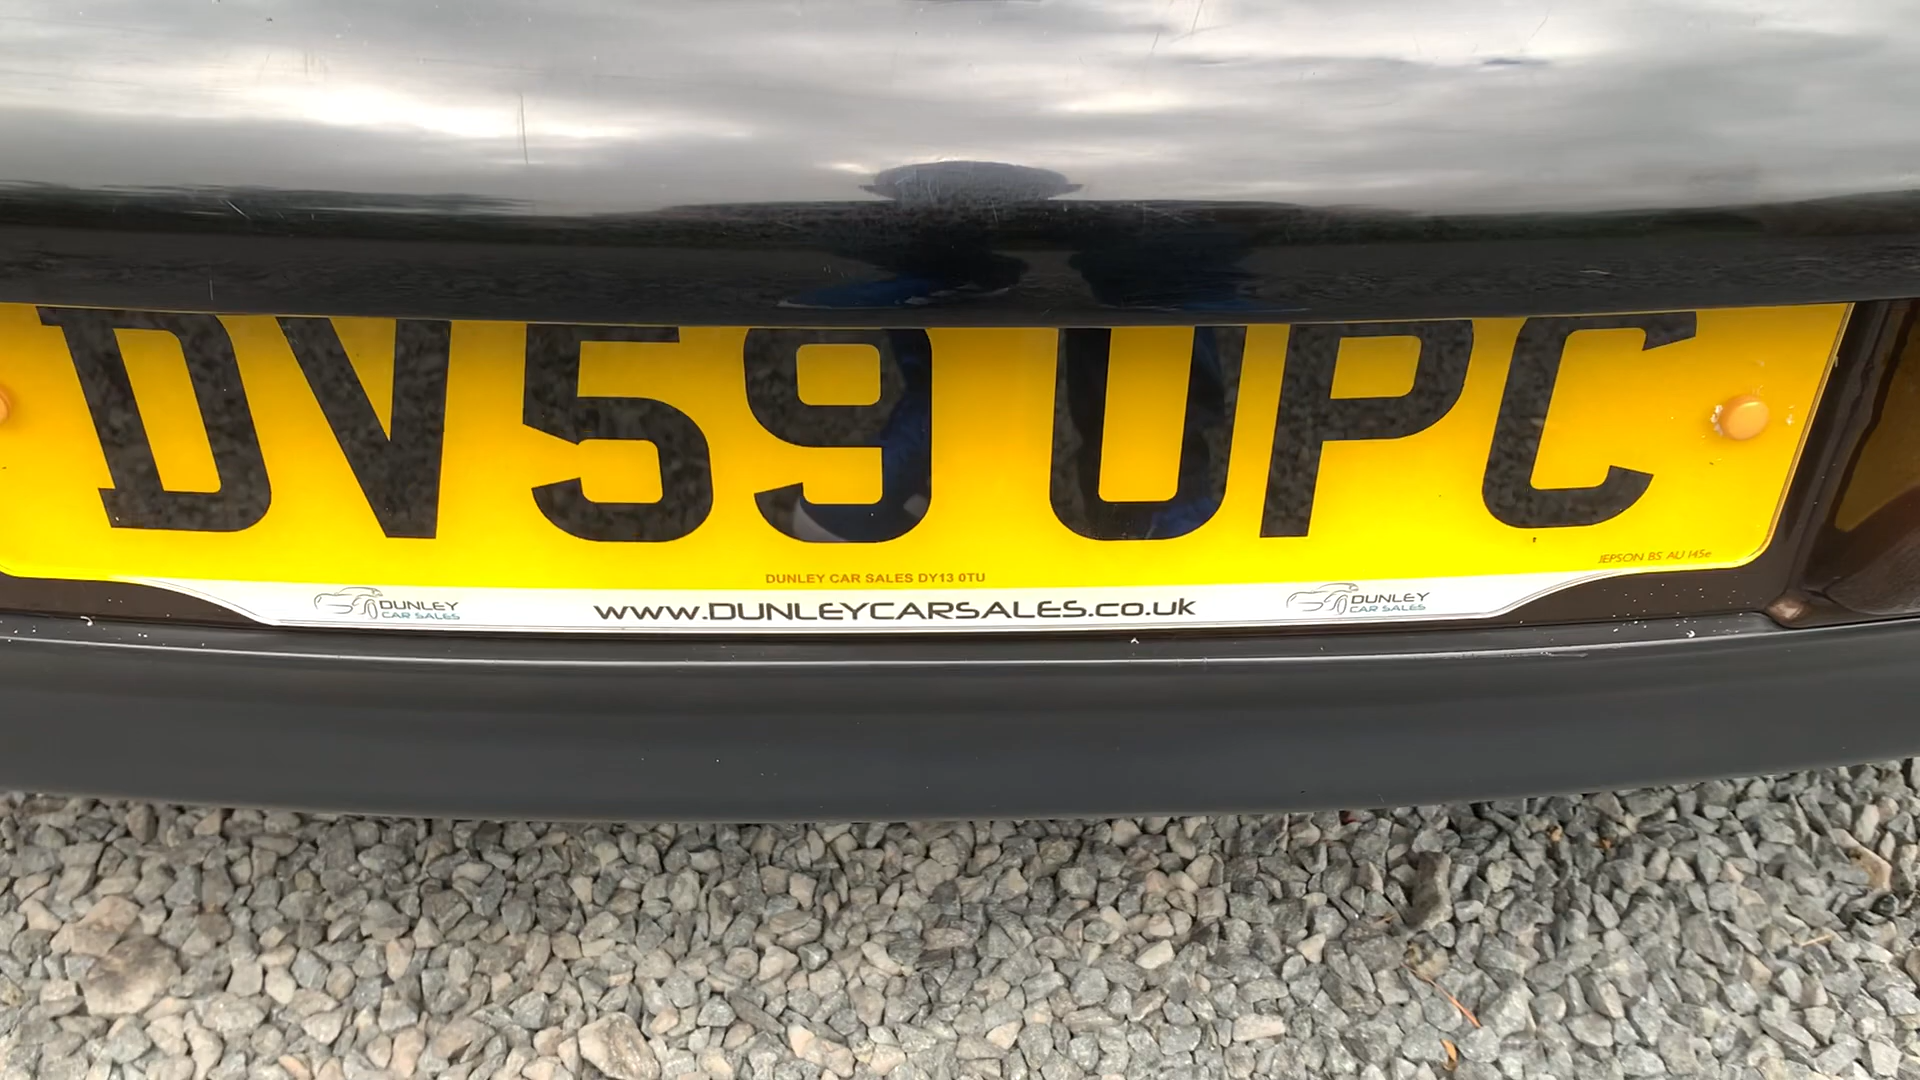 DV59 UPC
JEPSON BS AU 145e
DUNLEY CAR SALES DY13 0TU
DUNLEY
CAR SALES
WWW.DUNLEYCARSALES.CO.UK
DUNLEY
CAR SALES